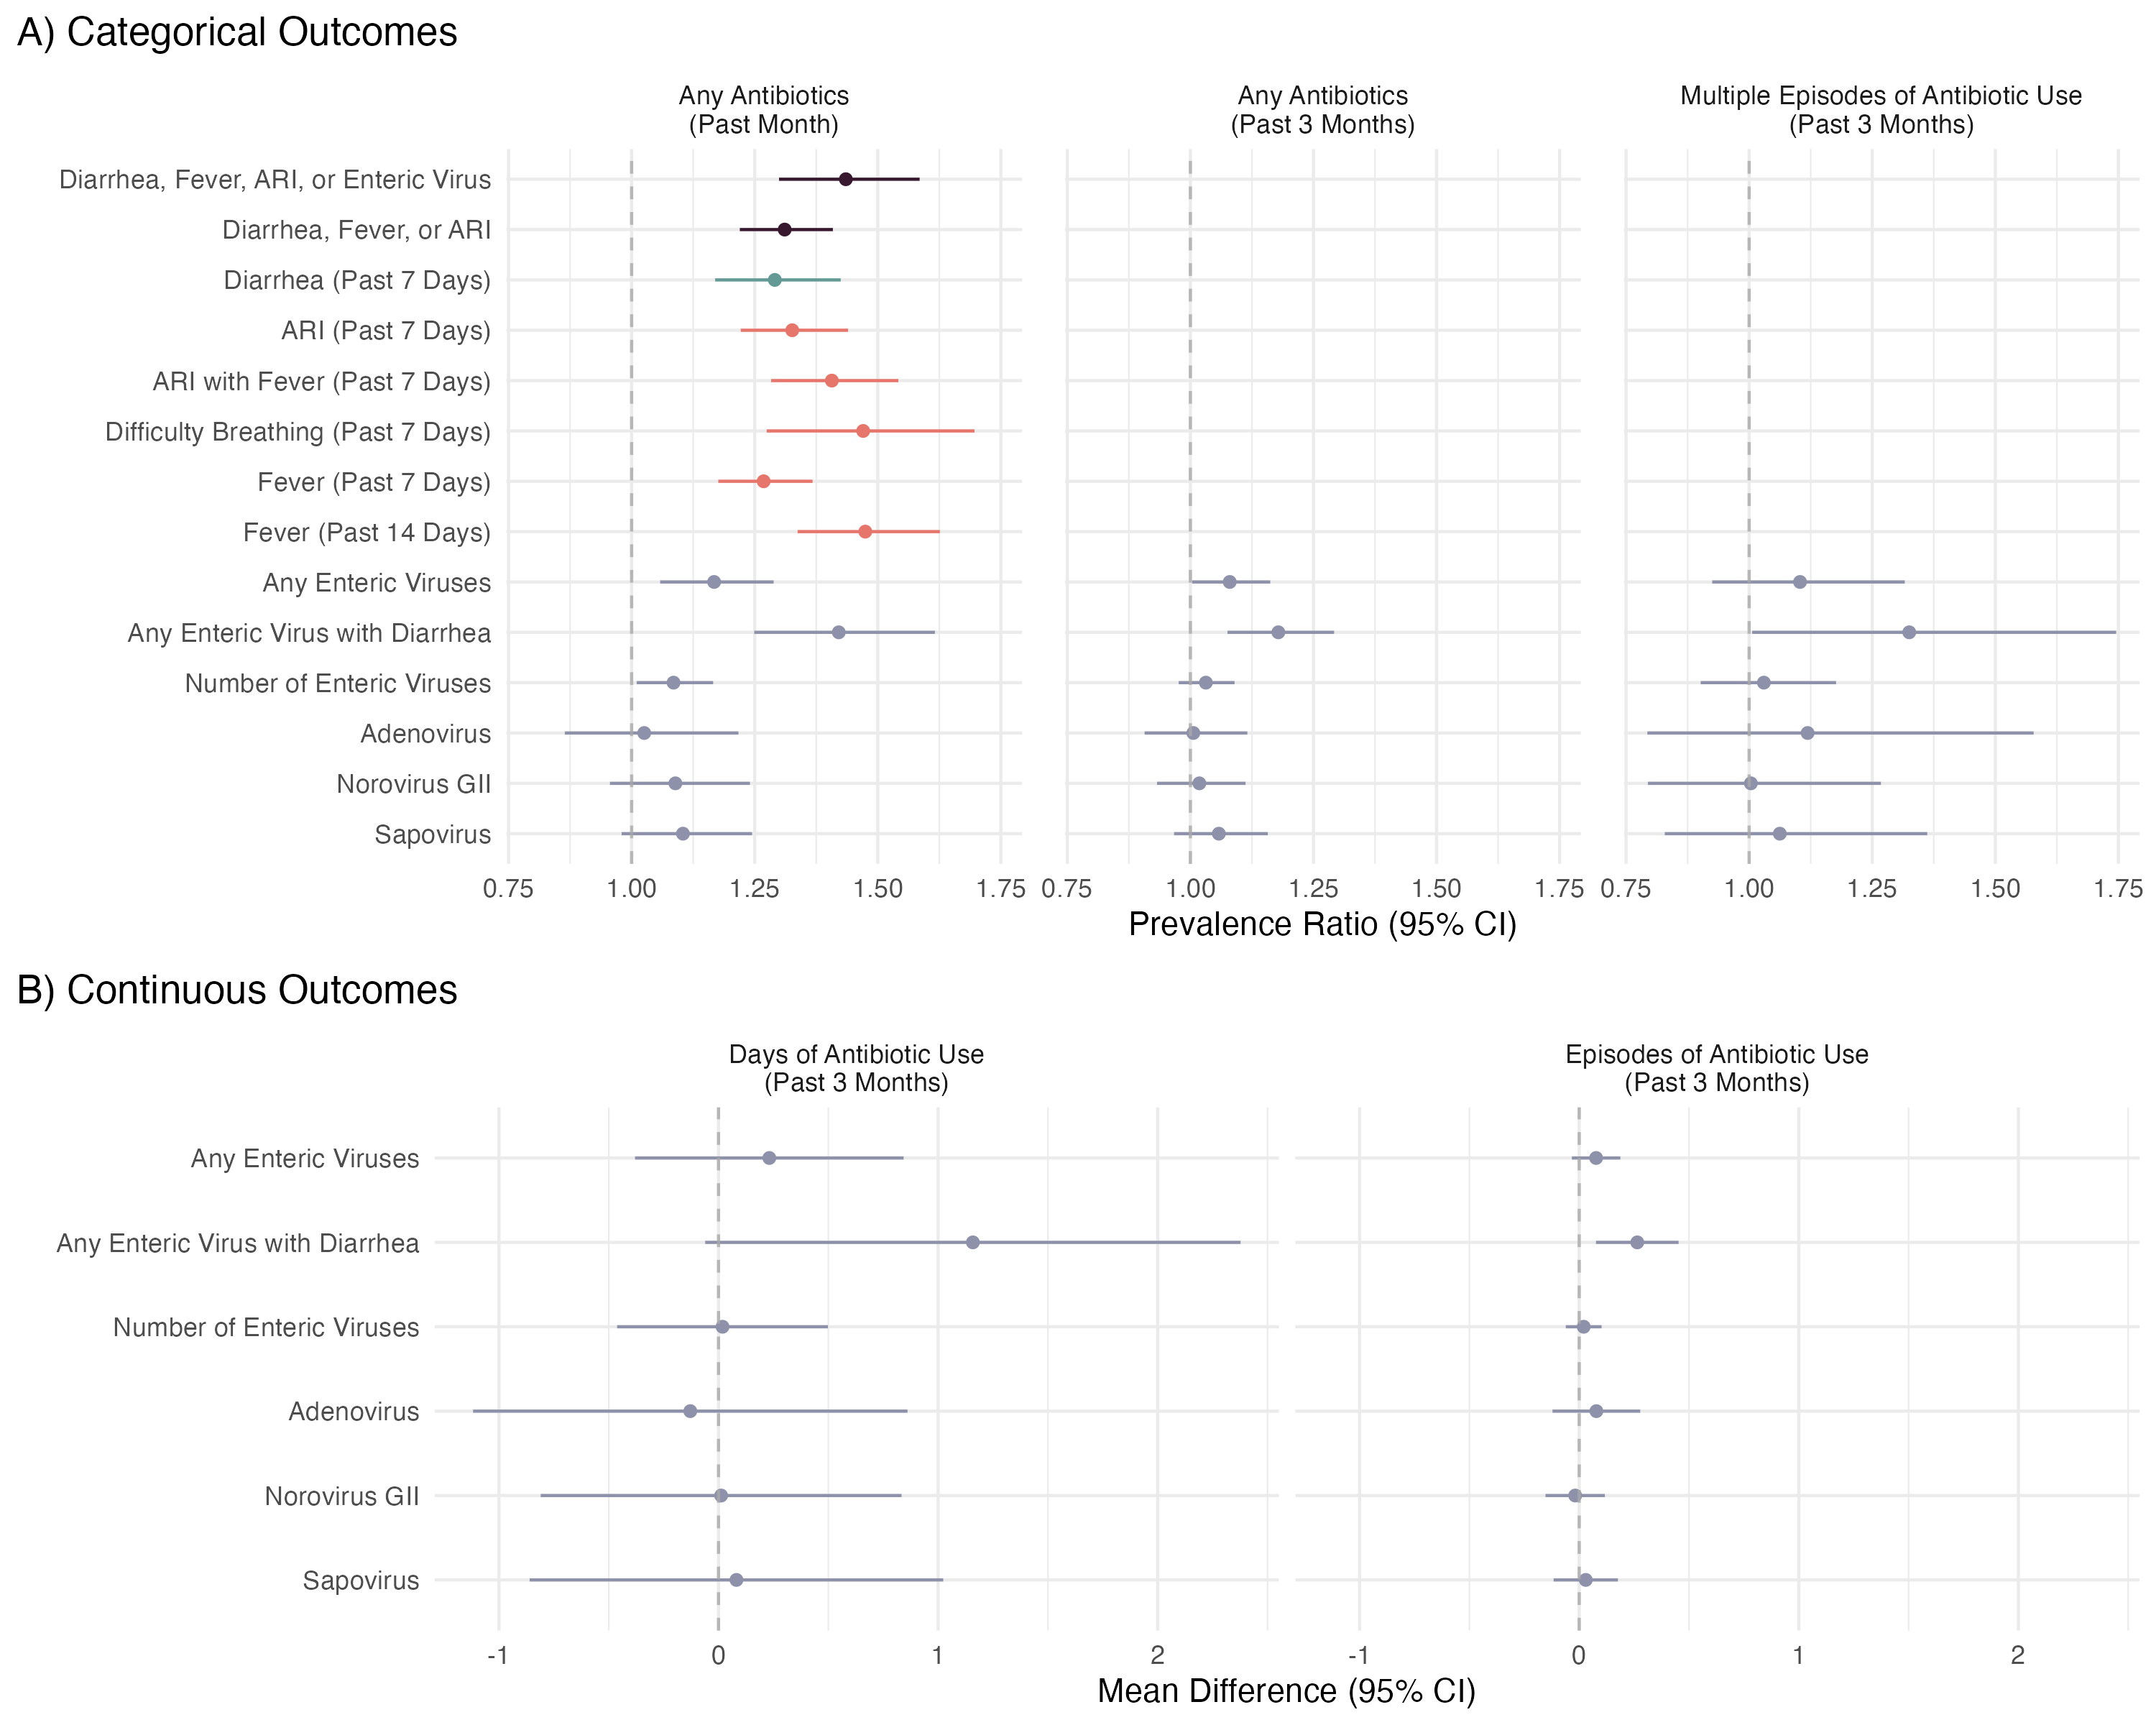 A) Categorical Outcomes
Any Antibiotics
(Past Month)
Any Antibiotics
(Past 3 Months)
Multiple Episodes of Antibiotic Use
(Past 3 Months)
Diarrhea, Fever, ARI, or Enteric Virus
Diarrhea, Fever, or ARI
Diarrhea (Past 7 Days)
ARI (Past 7 Days)
ARI with Fever (Past 7 Days)
Difficulty Breathing (Past 7 Days)
Fever (Past 7 Days)
Fever (Past 14 Days)
Any Enteric Viruses
Any Enteric Virus with Diarrhea
Number of Enteric Viruses
Adenovirus
Norovirus GII
Sapovirus
0.75 1.00 1.25 1.50 1.75 0.75 1.00 1.25 1.50 1.75 0.75 1.00 1.25 1.50 1.75
Prevalence Ratio (95% CI)
B) Continuous Outcomes
Days of Antibiotic Use
(Past 3 Months)
Episodes of Antibiotic Use
(Past 3 Months)
Any Enteric Viruses
Any Enteric Virus with Diarrhea
Number of Enteric Viruses
Adenovirus
Norovirus GII
Sapovirus
-1 0 1 2 -1 0 1 2
Mean Difference (95% CI)